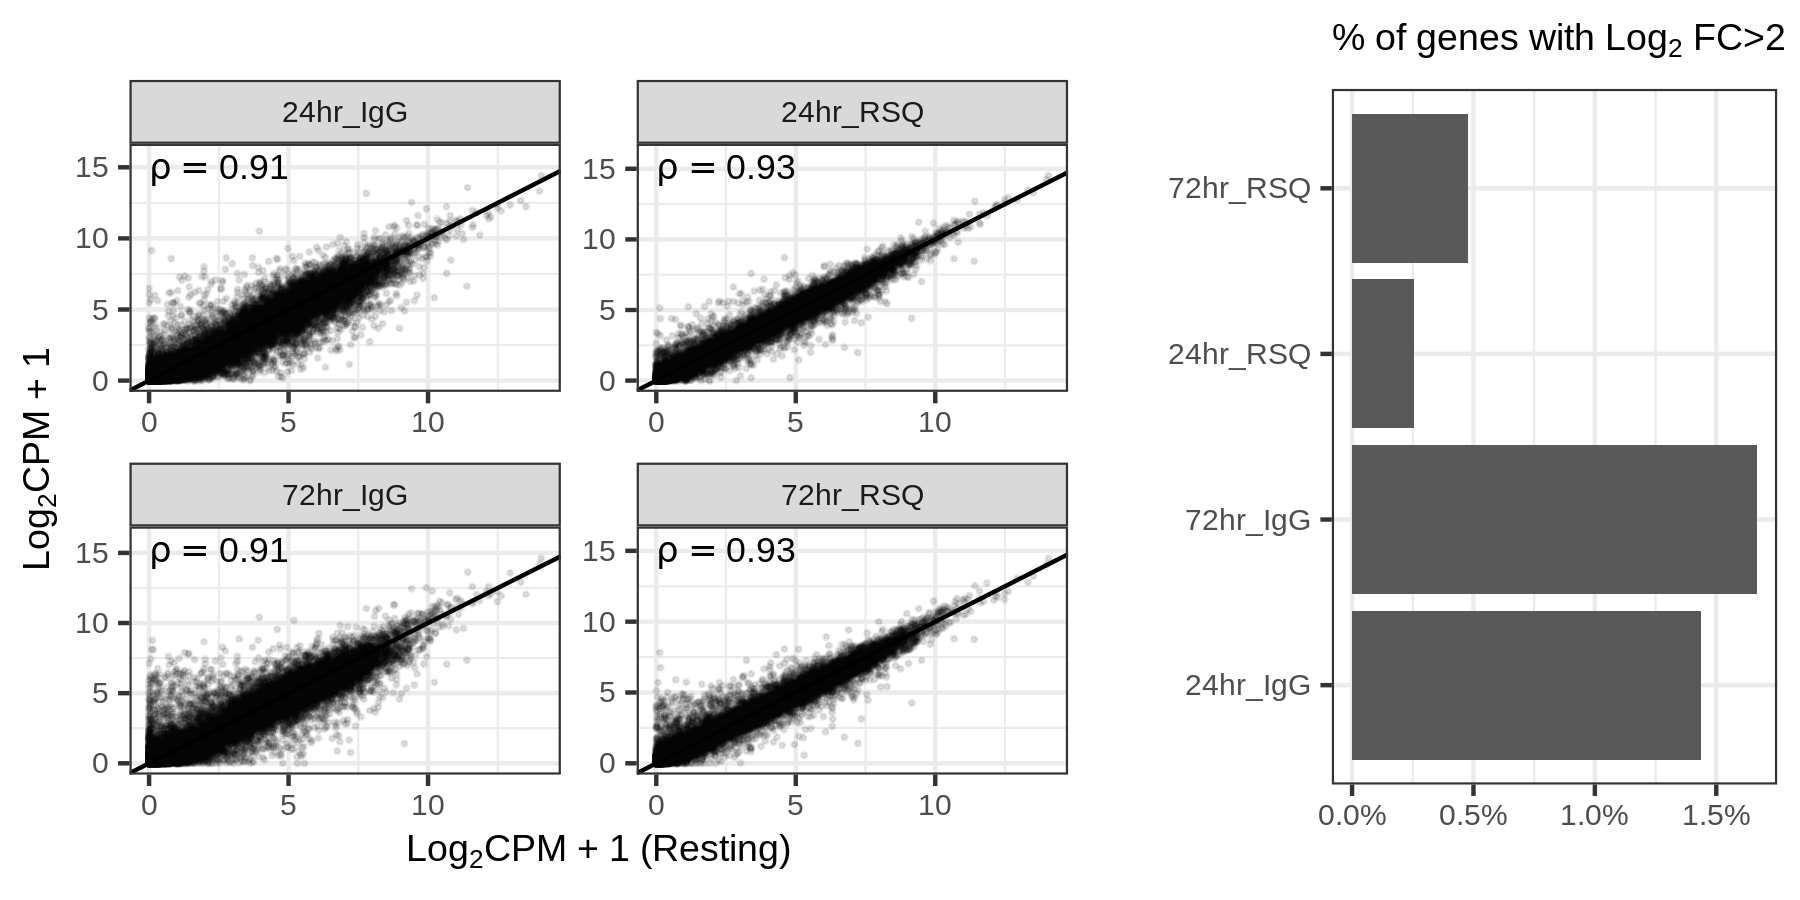 % of genes with Log2 FC>2
24hr_IgG
24hr_RSQ
ρ = 0.91
ρ = 0.93
15
10
5
0
15
10
5
0
0
5
10
0
5
10
72hr_IgG
72hr_RSQ
ρ = 0.91
ρ = 0.93
15
10
5
0
15
10
5
0
0
5
10
0
5
10
Log2CPM + 1
Log2CPM + 1 (Resting)
72hr_RSQ
24hr_RSQ
72hr_IgG
24hr_IgG
0.0%
0.5%
1.0%
1.5%